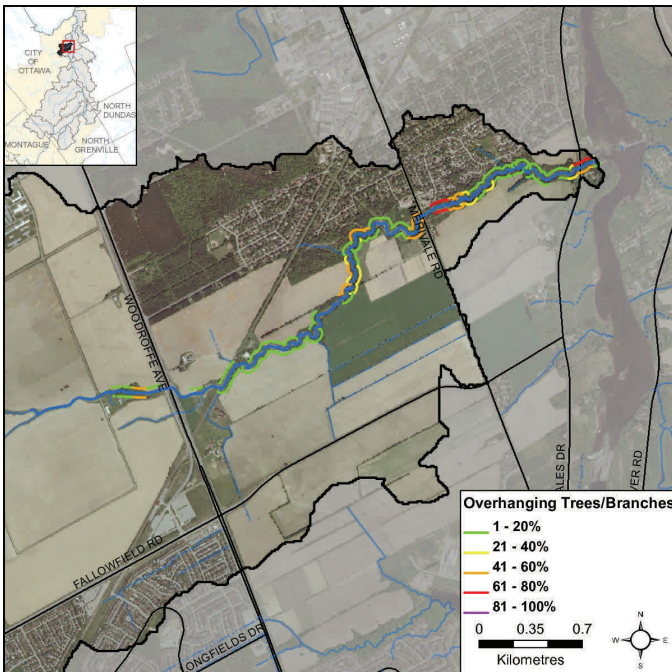 CITY
OF
OTTAWA
NORTH
DUNDAS
MONTAGUE
NORTH
GRENVILLE
MERIVALE RD
WOODROFFE AVE
FALLOWFIELD RD
ONGFIELDS DR
ALES DR
VER RD
Overhanging Trees/Branches
1 - 20%
21 - 40%
41 - 60%
61 - 80%
81 - 100%
0 0.35 0.7
Kilometres
N
W E
S